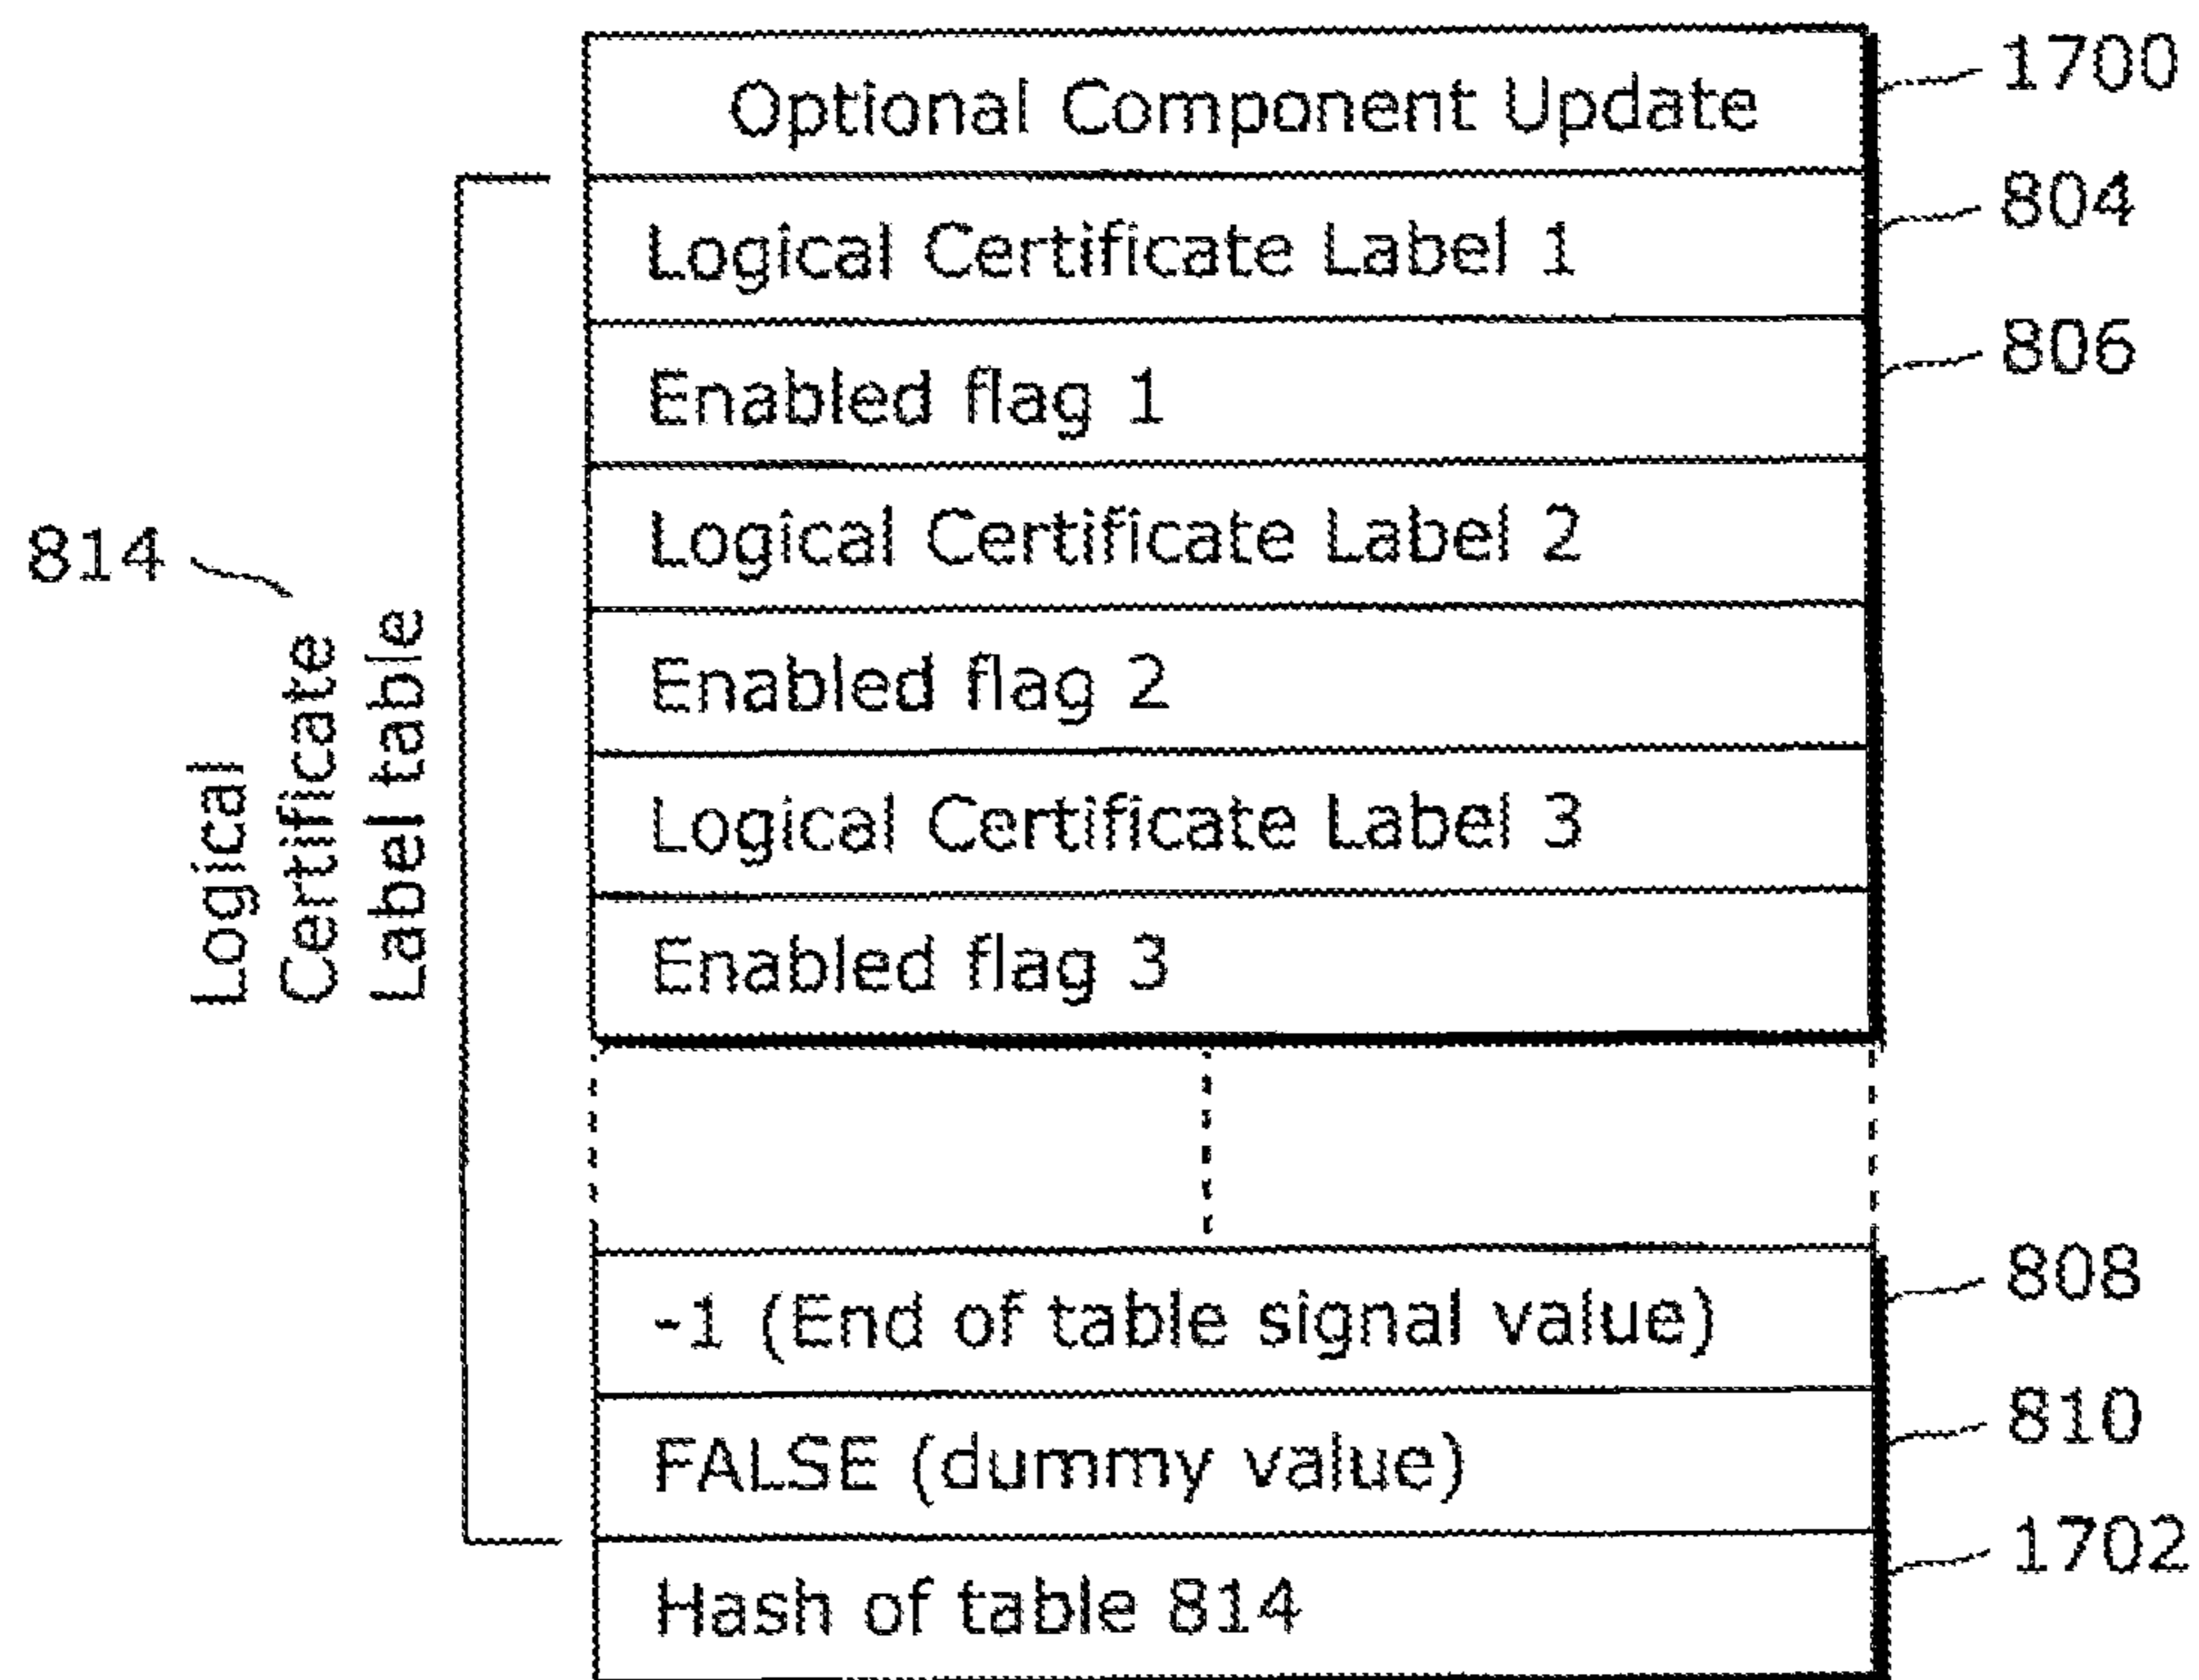 Optional Component Update
1700
Logical Certificate Label 1
804
Enabled flag 1
806
Logical Certificate Label 2
Enabled flag 2
Logical Certificate Label 3
Enabled flag 3
814
Logical
Certificate
Label table
-1 (End of table signal value)
808
FALSE (dummy value)
810
Hash of table 814
1702